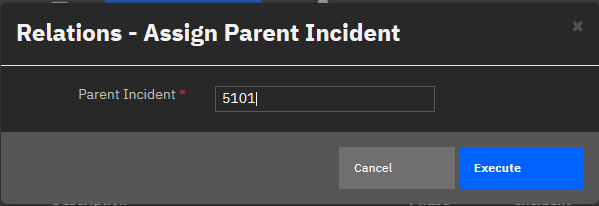 Relations - Assign Parent Incident
×
Parent Incident *
5101
Cancel
Execute